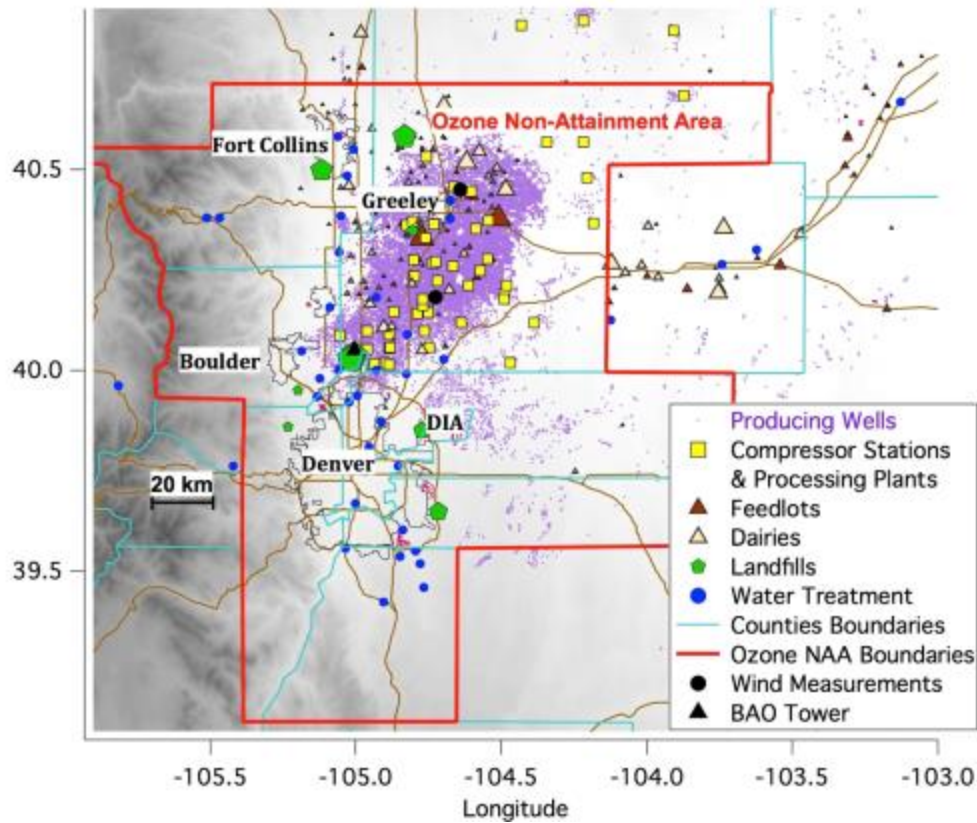 Ozone Non-Attainment Area
Fort Collins
40.5
Greeley
40.0
Boulder
DIA
Denver
20 km
39.5
Producing Wells
Compressor Stations
& Processing Plants
Feedlots
Dairies
Landfills
Water Treatment
Counties Boundaries
Ozone NAA Boundaries
Wind Measurements
BAO Tower
-105.5 -105.0 -104.5 -104.0 -103.5 -103.0
Longitude